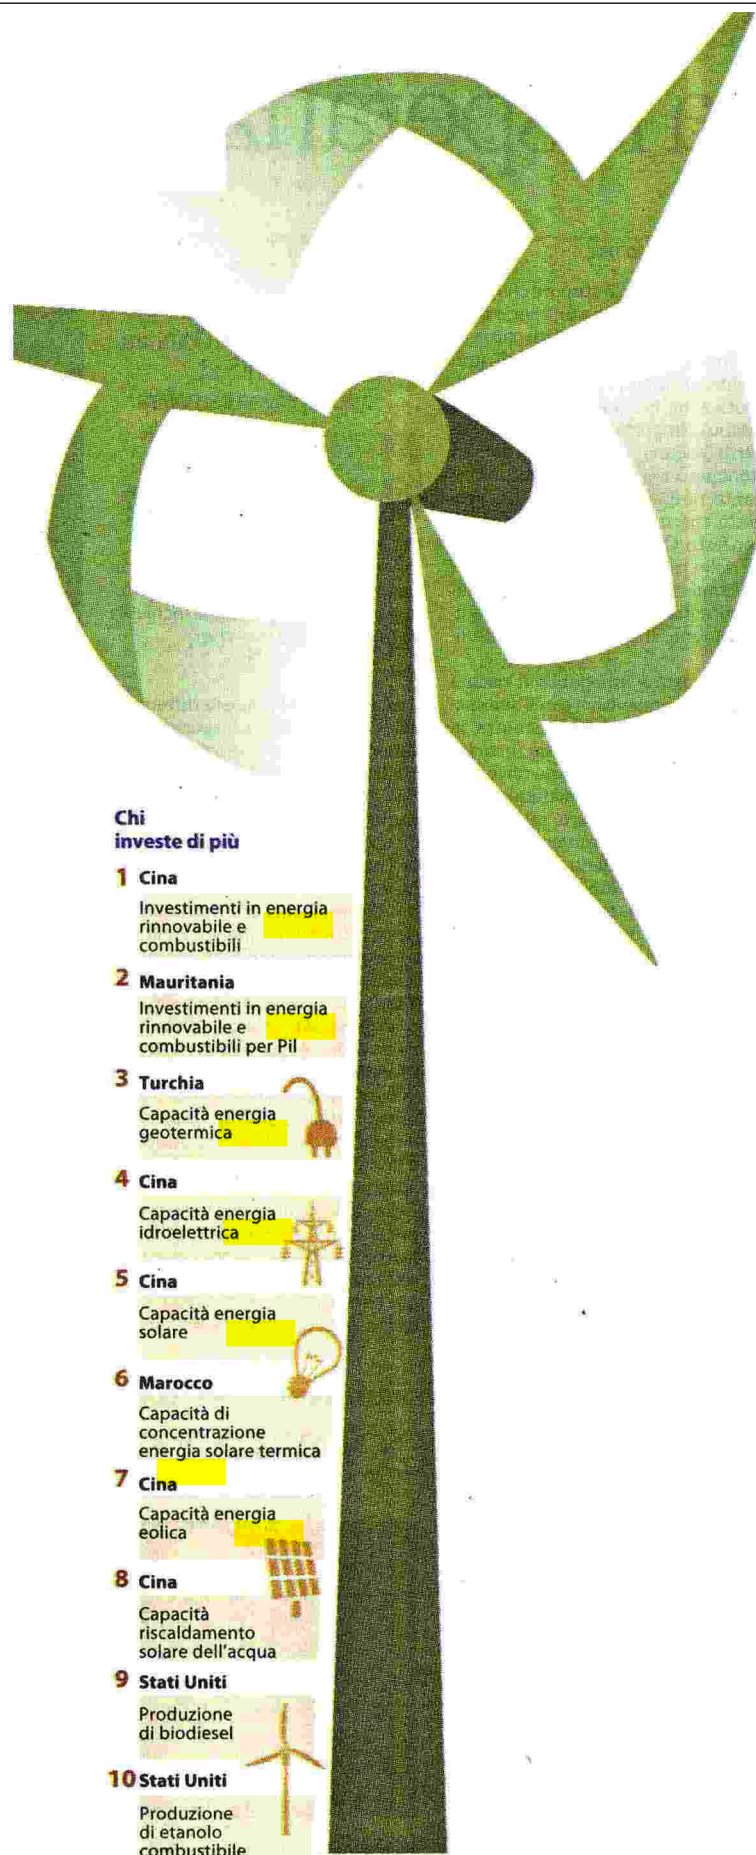 Chi
investe di più
1 Cina
Investimenti in energia
rinnovabile e
combustibili
2 Mauritania
Investimenti in energia
rinnovabile e
combustibili per Pil
3 Turchia
Capacità energia
geotermica
4 Cina
Capacità energia
idroelettrica
5 Cina
Capacità energia
solare
6 Marocco
Capacità di
concentrazione
energia solare termica
7 Cina
Capacità energia
eolica
8 Cina
Capacità
riscaldamento
solare dell'acqua
9 Stati Uniti
Produzione
di biodiesel
10 Stati Uniti
Produzione
di etanolo
combustibile